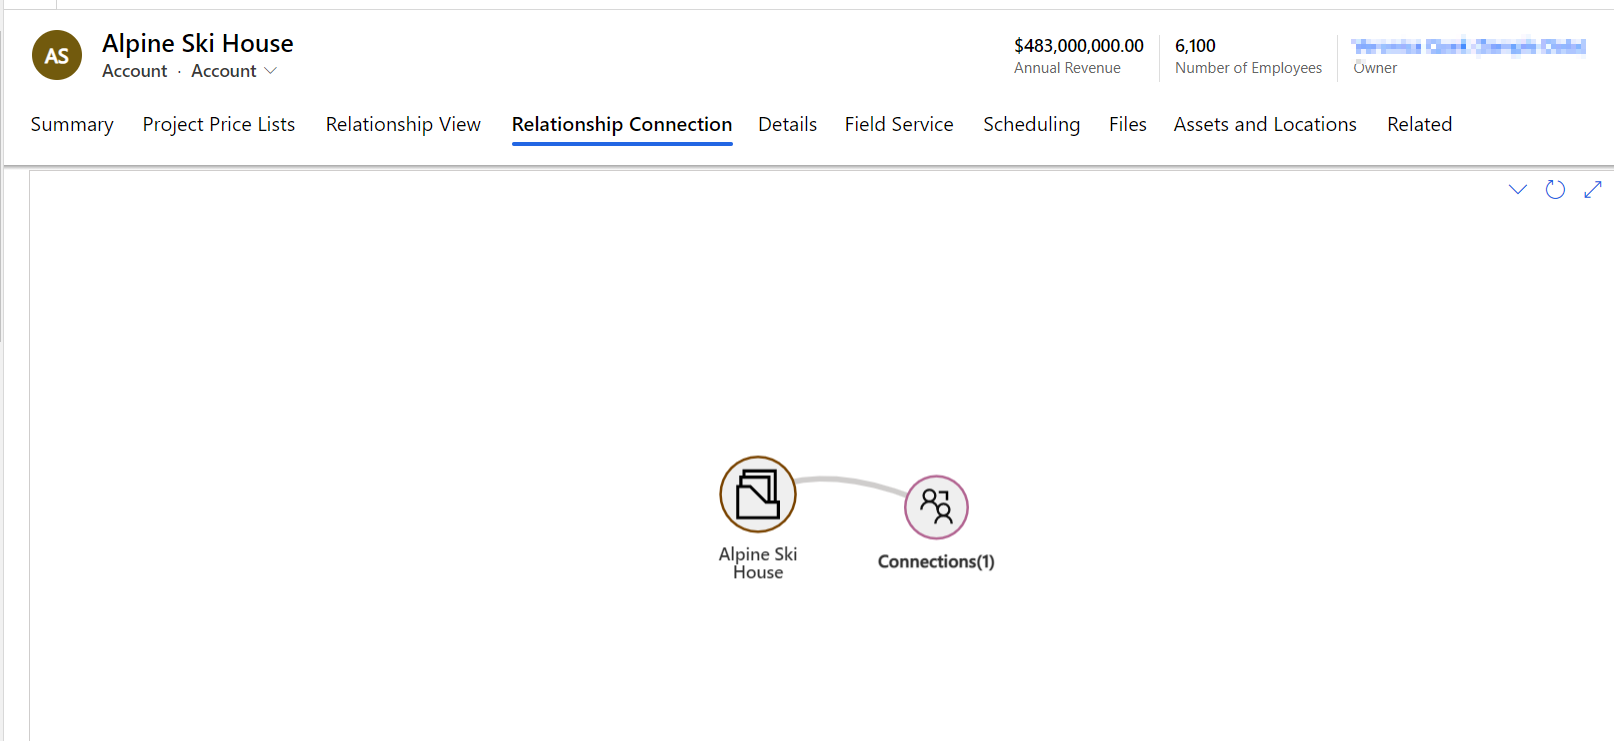 AS
Alpine Ski House
Account · Account
$483,000,000.00
Annual Revenue
6,100
Number of Employees
Owner
Summary Project Price Lists Relationship View Relationship Connection Details Field Service Scheduling Files Assets and Locations Related
Alpine Ski
House
Connections(1)